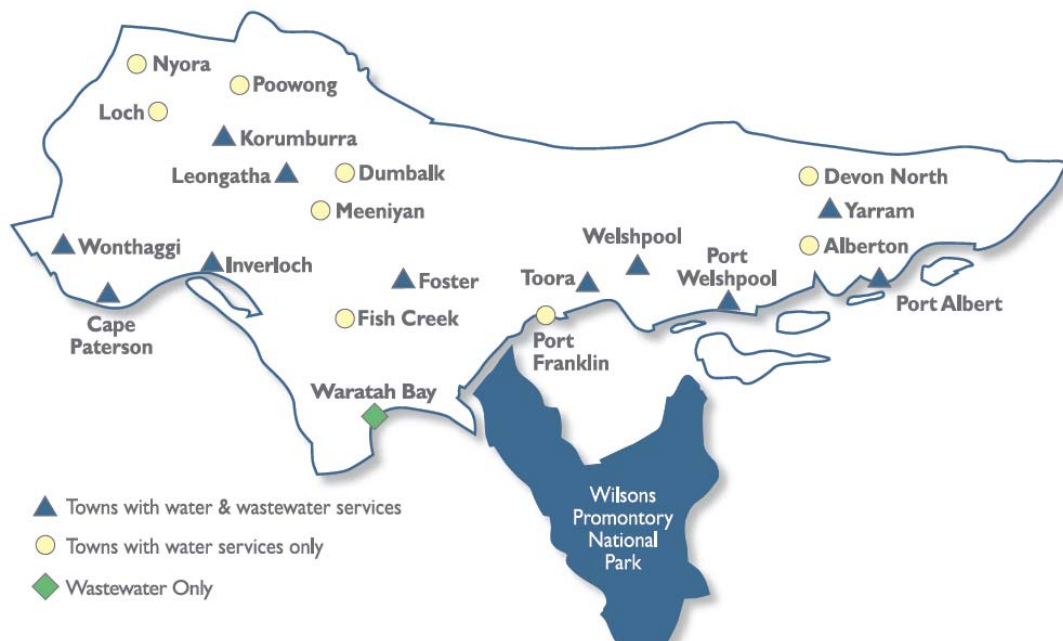 Nyora
Poowong
Loch
Korumburra
Leongatha
Dumbalk
Devon North
Meeniyan
Yarram
Wonthaggi
Inverloch
Welshpool
Port
Welshpool
Alberton
Foster
Toora
Port Albert
Cape
Paterson
Fish Creek
Port
Franklin
Waratah Bay
Wilsons
Promontory
National
Park
Towns with water & wastewater services
Towns with water services only
Wastewater Only